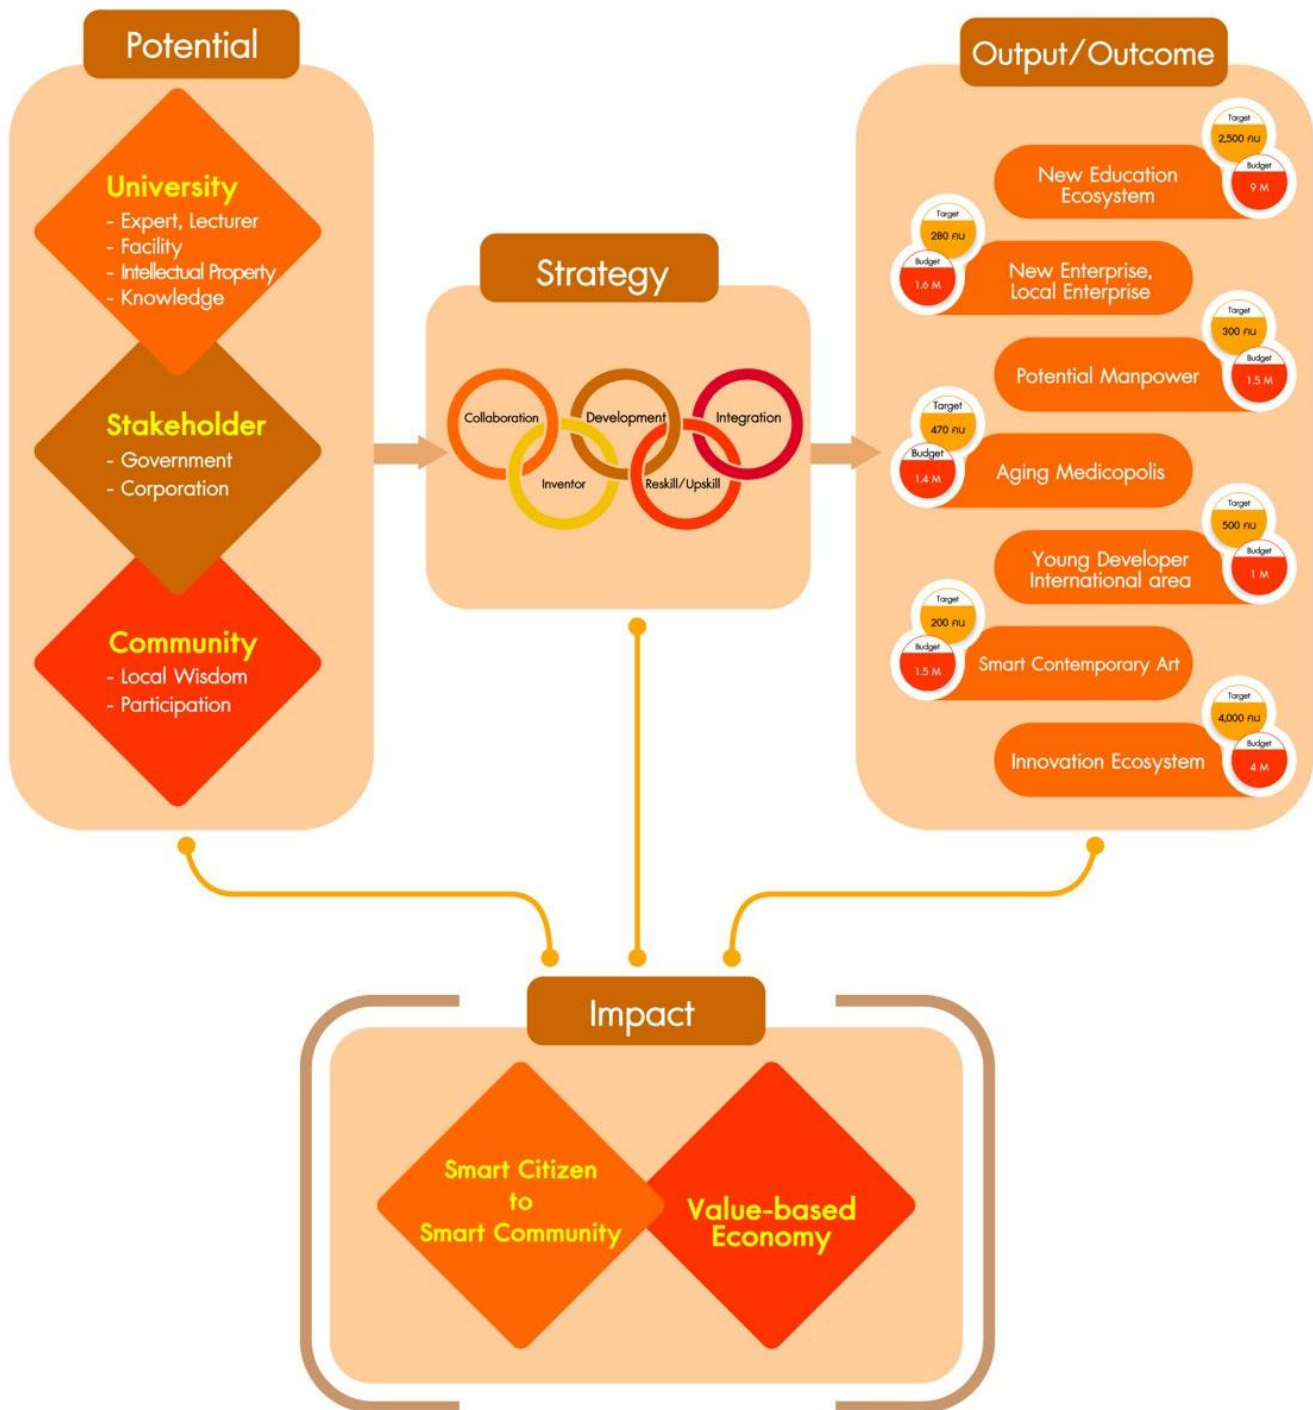 Potential
University
- Expert, Lecturer
- Facility
- Intellectual Property
- Knowledge
Stakeholder
- Government
- Corporation
Community
- Local Wisdom
- Participation
Strategy
Collaboration
Inventor
Development
Reskill/Upskill
Integration
Output/Outcome
Target
2,500 คน
Budget
9 M
New Education
Ecosystem
Target
280 คน
Budget
1.6 M
New Enterprise,
Local Enterprise
Target
300 คน
Budget
1.5 M
Potential Manpower
Target
470 คน
Budget
1.4 M
Aging Medicopolis
Target
500 คน
Budget
1 M
Young Developer
International area
Target
200 คน
Budget
1.5 M
Smart Contemporary Art
Target
4,000 คน
Budget
4 M
Innovation Ecosystem
Impact
Smart Citizen
to
Smart Community
Value-based
Economy